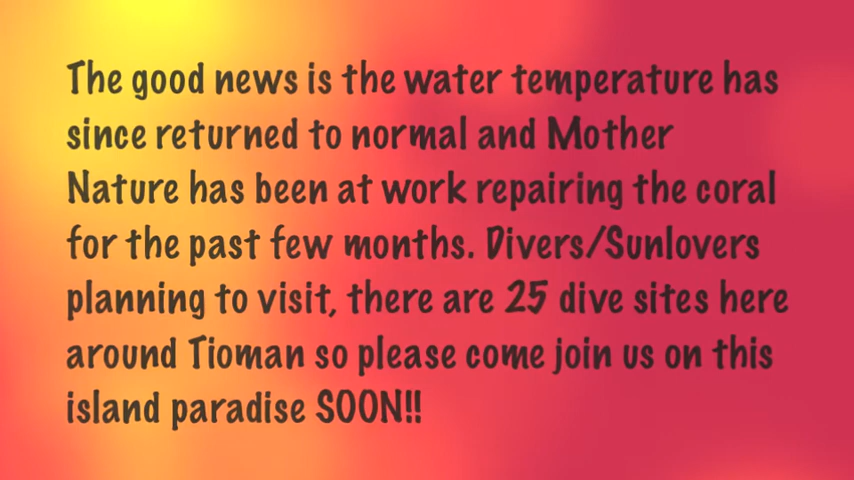 The good news is the water temperature has
since returned to normal and Mother
Nature has been at work repairing the coral
for the past few months. Divers/Sunlovers
planning to visit, there are 25 dive sites here
around Tioman so please come join us on this
island paradise SOON!!